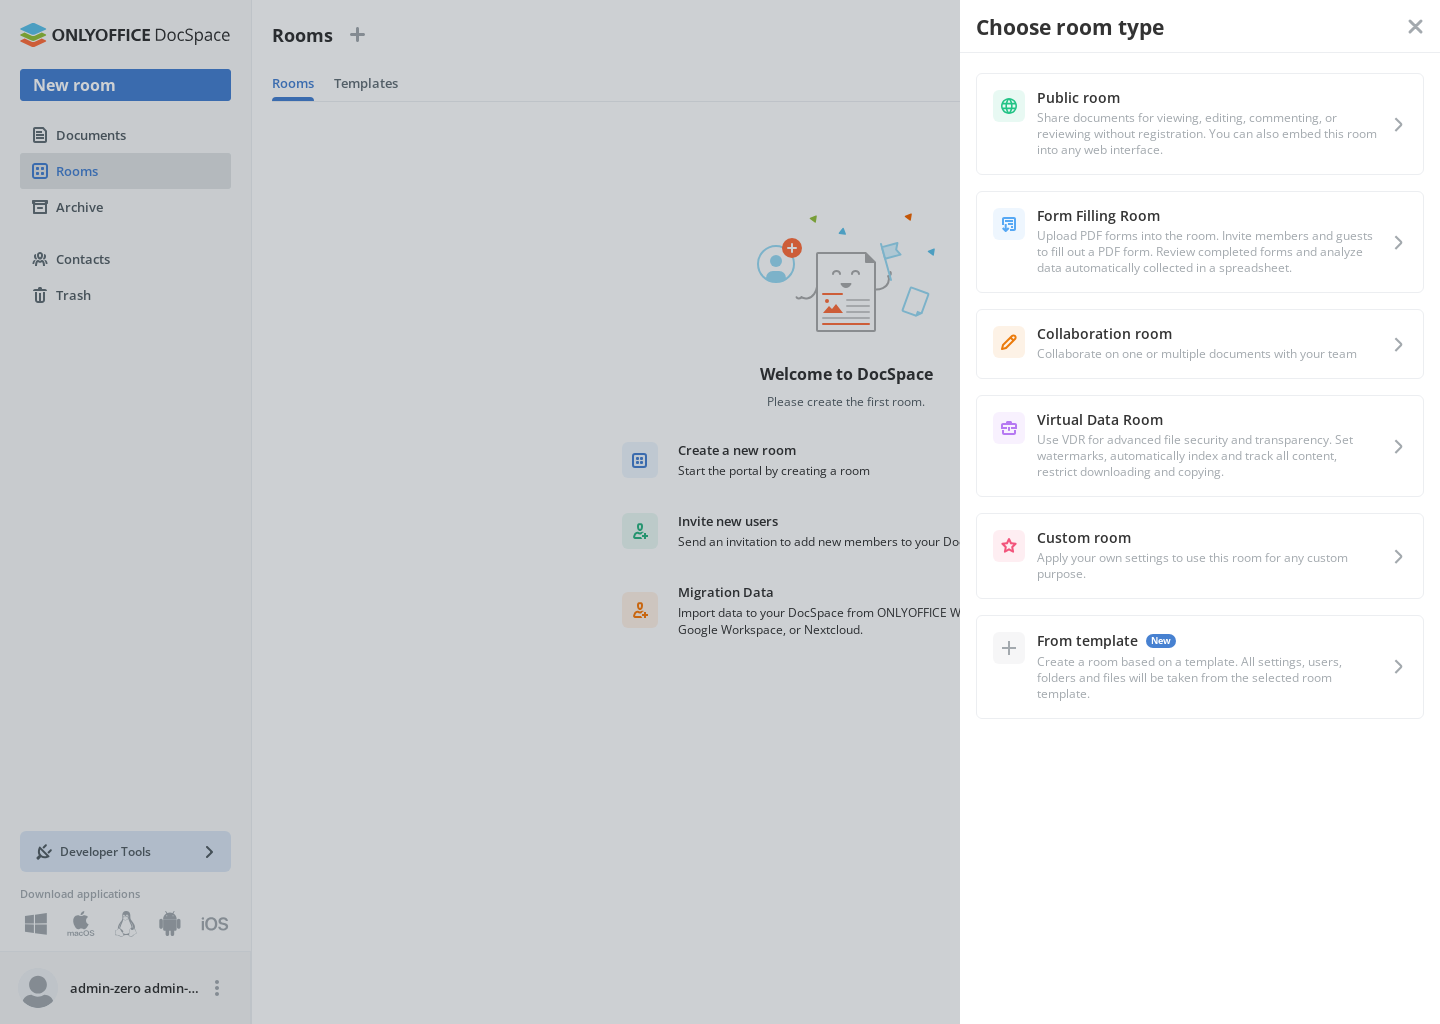 ONLYOFFICE DocSpace
New room
Documents
Rooms
Archive
Contacts
Trash
Developer Tools
Download applications
macOS
iOS
admin-zero admin-...
Rooms
Rooms
Templates
Welcome to DocSpace
Please create the first room.
Create a new room
Start the portal by creating a room
Invite new users
Send an invitation to add new members to your Do
Migration Data
Import data to your DocSpace from ONLYOFFICE W
Google Workspace, or Nextcloud.
Choose room type
Public room
Share documents for viewing, editing, commenting, or
reviewing without registration. You can also embed this room
into any web interface.
Form Filling Room
Upload PDF forms into the room. Invite members and guests
to fill out a PDF form. Review completed forms and analyze
data automatically collected in a spreadsheet.
Collaboration room
Collaborate on one or multiple documents with your team
Virtual Data Room
Use VDR for advanced file security and transparency. Set
watermarks, automatically index and track all content,
restrict downloading and copying.
Custom room
Apply your own settings to use this room for any custom
purpose.
From template New
Create a room based on a template. All settings, users,
folders and files will be taken from the selected room
template.